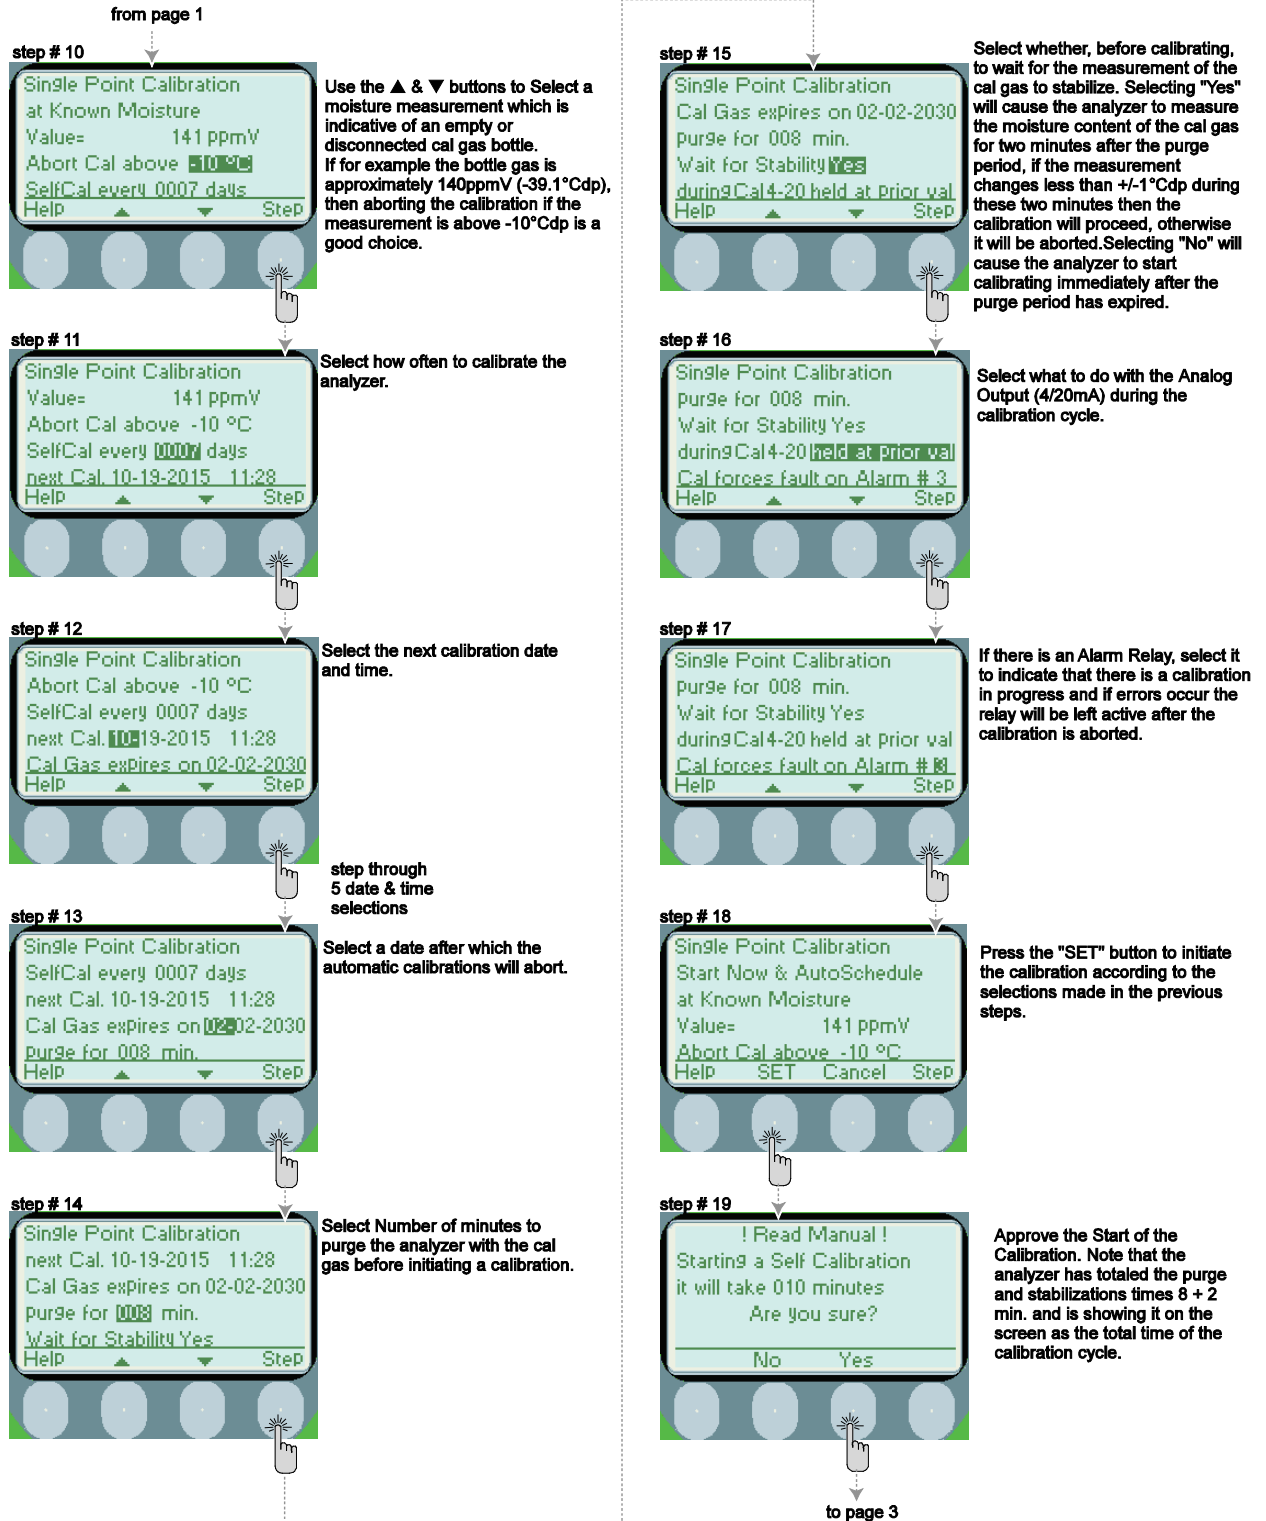 from page 1
step # 10
Single Point Calibration
at Known Moisture
Value= 141 ppmV
Abort Cal above -10 ºC
SelfCal every 0007 days
Help ▲ ▼ Step
Use the ▲ & ▼ buttons to Select a
moisture measurement which is
indicative of an empty or
disconnected cal gas bottle.
If for example the bottle gas is
approximately 140ppmV (-39.1°Cdp),
then aborting the calibration if the
measurement is above -10°Cdp is a
good choice.
step # 11
Single Point Calibration
Value= 141 ppmV
Abort Cal above -10 ºC
SelfCal every 0007 days
next Cal. 10-19-2015 11:28
Help ▲ ▼ Step
Select how often to calibrate the
analyzer.
step # 12
Single Point Calibration
Abort Cal above -10 ºC
SelfCal every 0007 days
next Cal. 10-19-2015 11:28
Cal Gas expires on 02-02-2030
Help ▲ ▼ Step
Select the next calibration date
and time.
step through
5 date & time
selections
step # 13
Single Point Calibration
SelfCal every 0007 days
next Cal. 10-19-2015 11:28
Cal Gas expires on 02-02-2030
purge for 008 min.
Help ▲ ▼ Step
Select a date after which the
automatic calibrations will abort.
step # 14
Single Point Calibration
next Cal. 10-19-2015 11:28
Cal Gas expires on 02-02-2030
purge for 008 min.
Wait for Stability Yes
Help ▲ ▼ Step
Select Number of minutes to
purge the analyzer with the cal
gas before initiating a calibration.
step # 15
Single Point Calibration
Cal Gas expires on 02-02-2030
purge for 008 min.
Wait for Stability Yes
during Cal 4-20 held at prior val
Help ▲ ▼ Step
Select whether, before calibrating,
to wait for the measurement of the
cal gas to stabilize. Selecting "Yes"
will cause the analyzer to measure
the moisture content of the cal gas
for two minutes after the purge
period, if the measurement
changes less than +/-1°Cdp during
these two minutes then the
calibration will proceed, otherwise
it will be aborted.Selecting "No" will
cause the analyzer to start
calibrating immediately after the
purge period has expired.
step # 16
Single Point Calibration
purge for 008 min.
Wait for Stability Yes
during Cal 4-20 held at prior val
Cal forces fault on Alarm # 3
Help ▲ ▼ Step
Select what to do with the Analog
Output (4/20mA) during the
calibration cycle.
step # 17
Single Point Calibration
purge for 008 min.
Wait for Stability Yes
during Cal 4-20 held at prior val
Cal forces fault on Alarm # 3
Help ▲ ▼ Step
If there is an Alarm Relay, select it
to indicate that there is a calibration
in progress and if errors occur the
relay will be left active after the
calibration is aborted.
step # 18
Single Point Calibration
Start Now & AutoSchedule
at Known Moisture
Value= 141 ppmV
Abort Cal above -10 ºC
Help SET Cancel Step
Press the "SET" button to initiate
the calibration according to the
selections made in the previous
steps.
step # 19
! Read Manual !
Starting a Self Calibration
it will take 010 minutes
Are you sure?
No Yes
Approve the Start of the
Calibration. Note that the
analyzer has totaled the purge
and stabilizations times 8 + 2
min. and is showing it on the
screen as the total time of the
calibration cycle.
to page 3